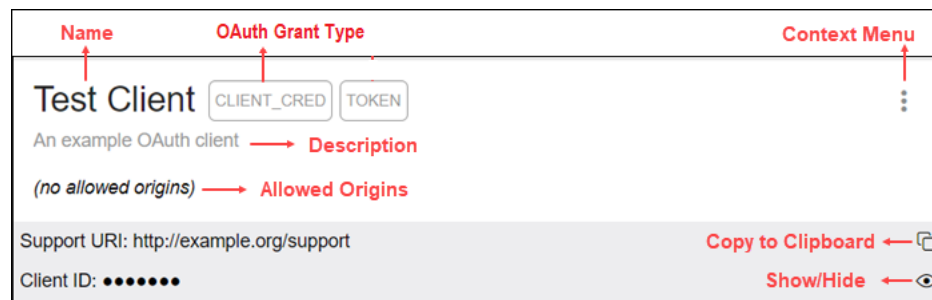 Name OAuth Grant Type Context Menu
Test Client CLIENT_CRED TOKEN
An example OAuth client Description
(no allowed origins) Allowed Origins
Support URI: http://example.org/support Copy to Clipboard
Client ID: ●●●●●●● Show/Hide